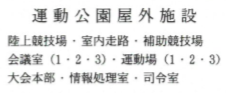 運動公園屋外施設
陸上競技場・室内走路・補助競技場
会議室（1・2・3）・運動場（1・2・3）
大会本部・情報処理室・司令室